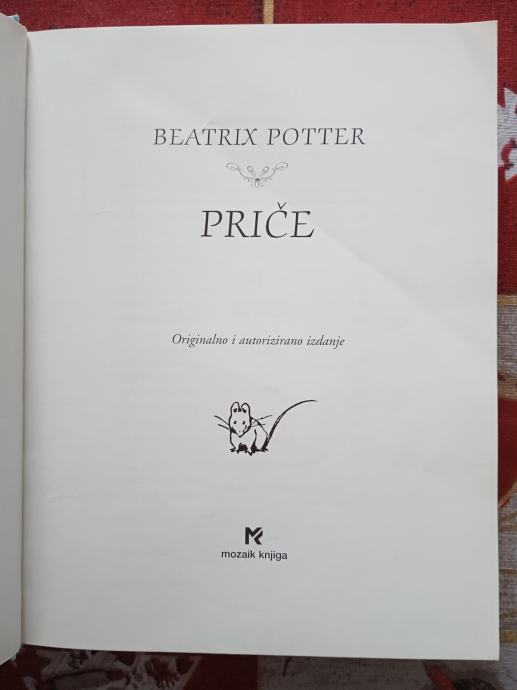 BEATRIX POTTER
PRIČE
Originalno i autorizirano izdanje
mozaik knjiga